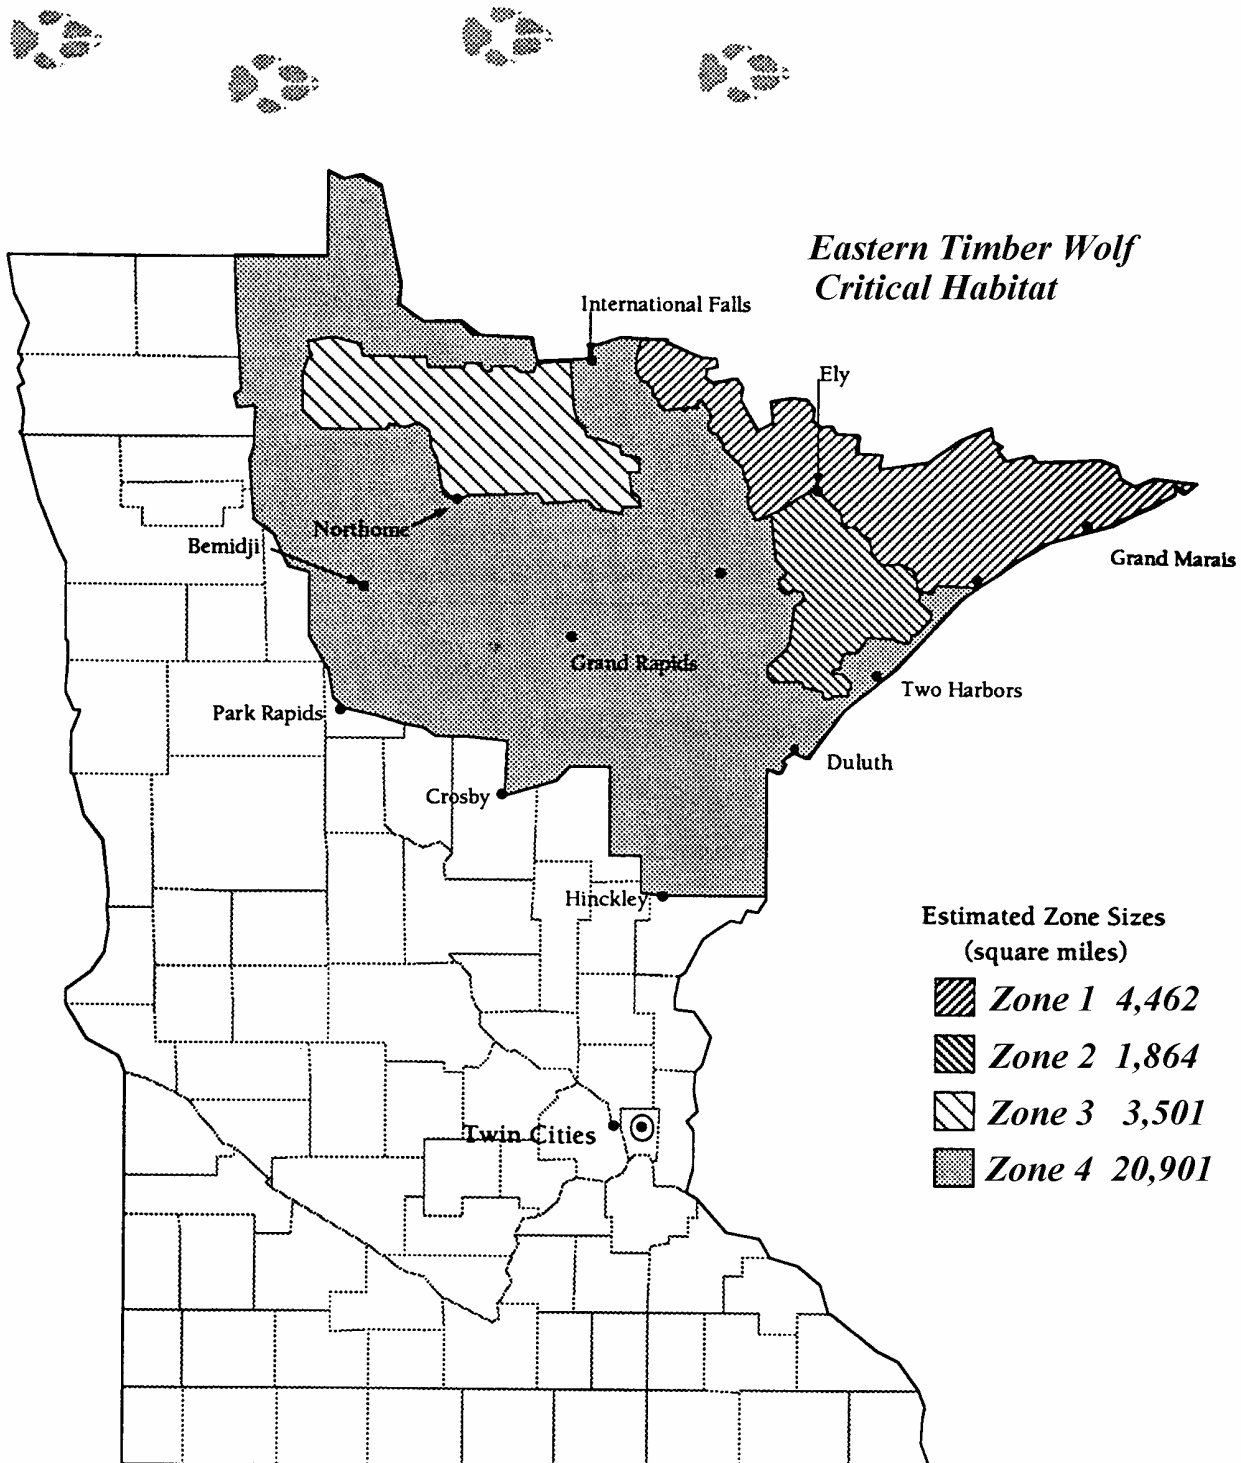 Eastern Timber Wolf
Critical Habitat
International Falls
Ely
Northome
Bemidji
Grand Marais
Grand Rapids
Two Harbors
Park Rapids
Duluth
Crosby
Hinckley
Estimated Zone Sizes
(square miles)
Zone 1 4,462
Zone 2 1,864
Zone 3 3,501
Zone 4 20,901
Twin Cities